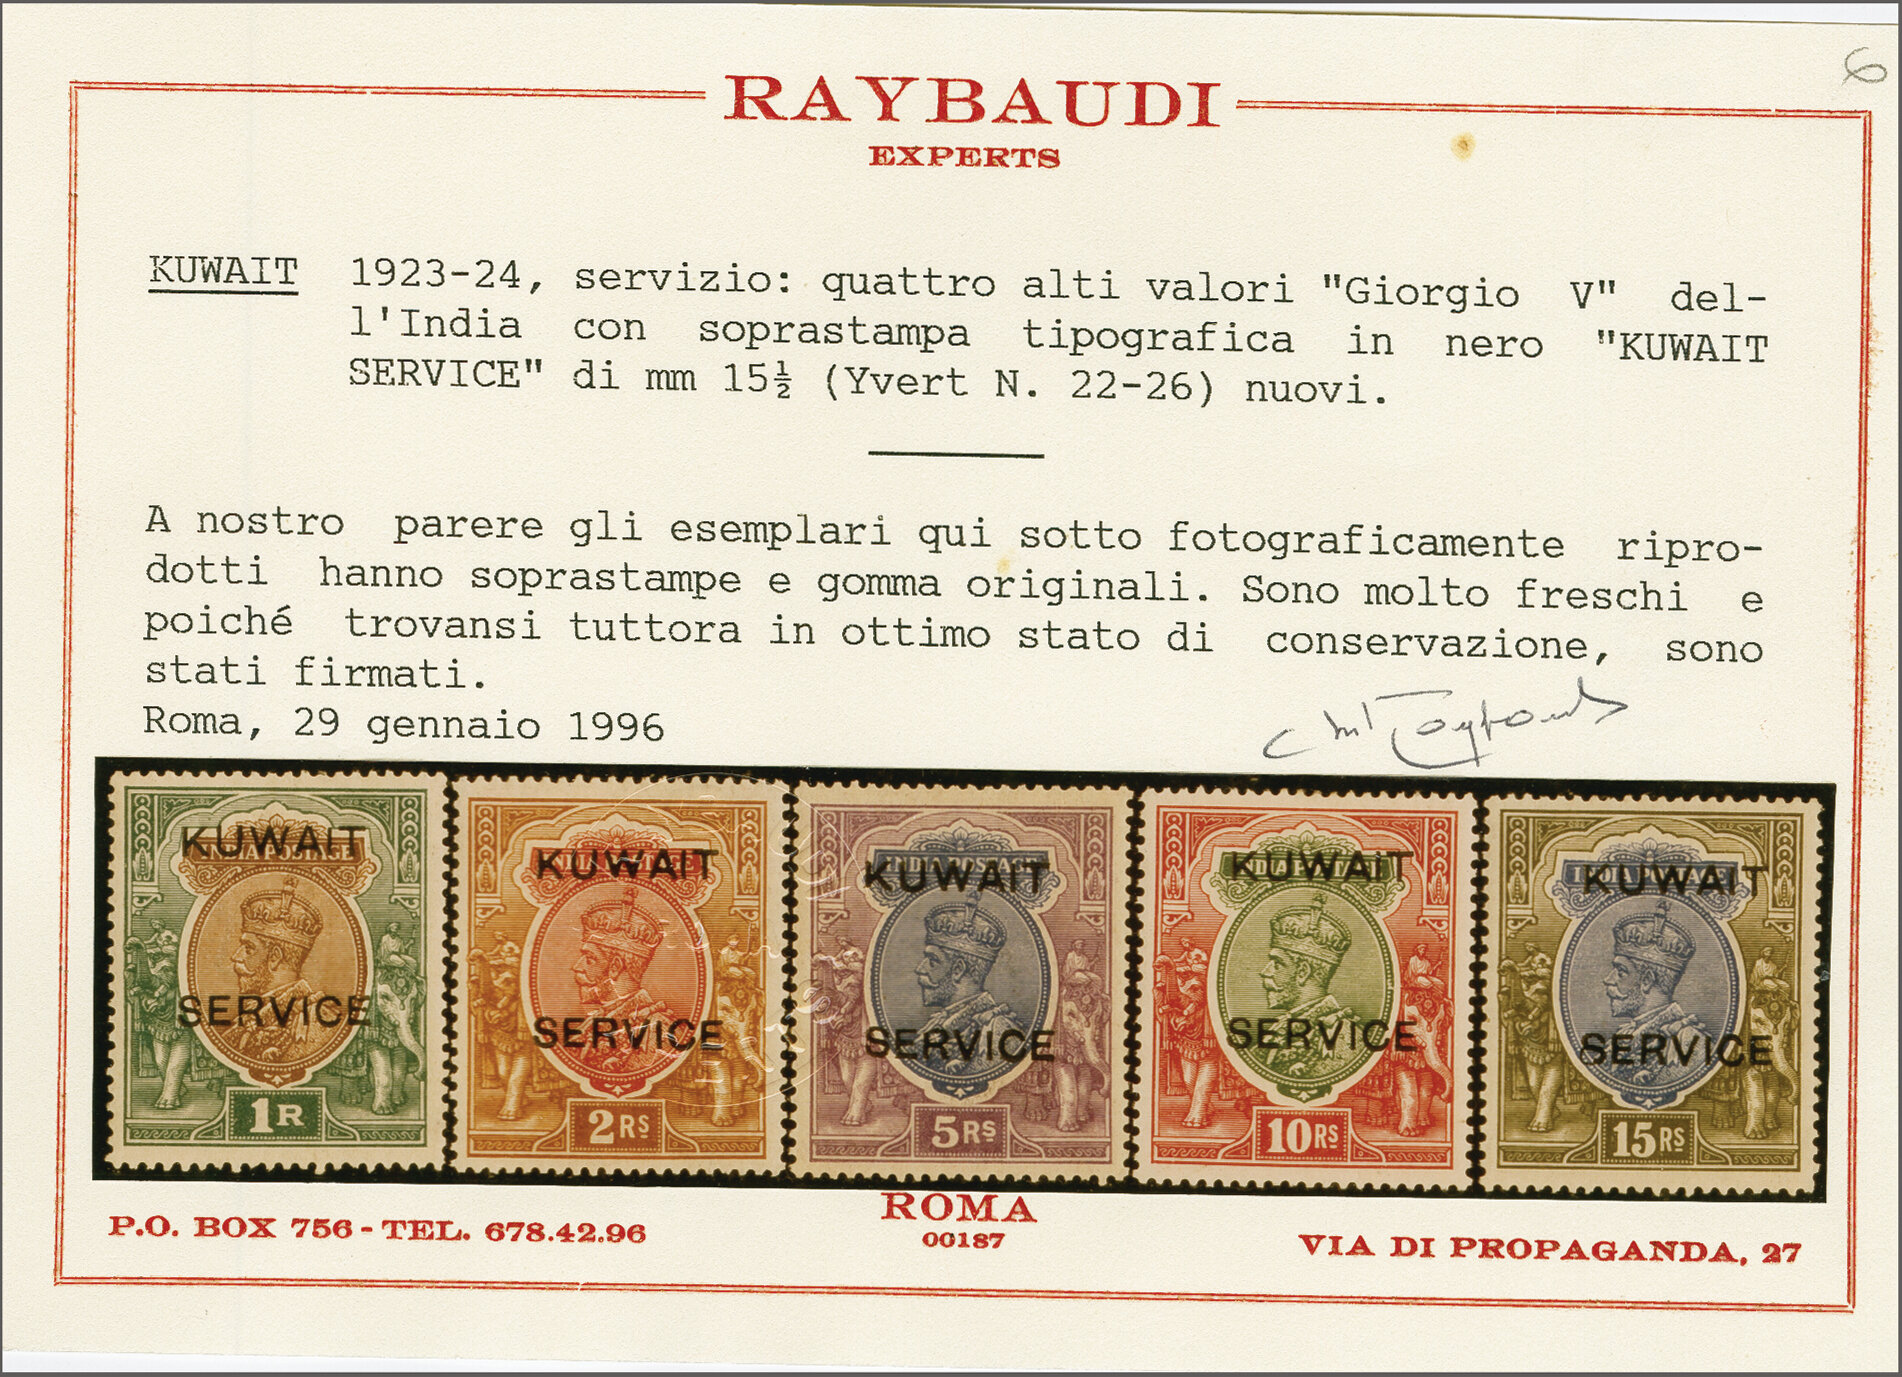 6
RAYBAUDI
EXPERTS
KUWAIT 1923-24, servizio: quattro alti valori "Giorgio V" del-
l'India con soprastampa tipografica in nero "KUWAIT
SERVICE" di mm 15½ (Yvert N. 22-26) nuovi.
A nostro parere gli esemplari qui sotto fotograficamente ripro-
dotti hanno soprastampe e gomma originali. Sono molto freschi e
poiché trovansi tuttora in ottimo stato di conservazione, sono
stati firmati.
Roma, 29 gennaio 1996
KUWAIT
INDIA POSTAGE
SERVICE
1R
KUWAIT
SERVICE
2RS
KUWAIT
INDIA POSTAGE
SERVICE
5RS
KUWAIT
SERVICE
10RS
KUWAIT
SERVICE
15RS
P.O. BOX 756 - TEL. 678.42.96
ROMA
00187
VIA DI PROPAGANDA, 27